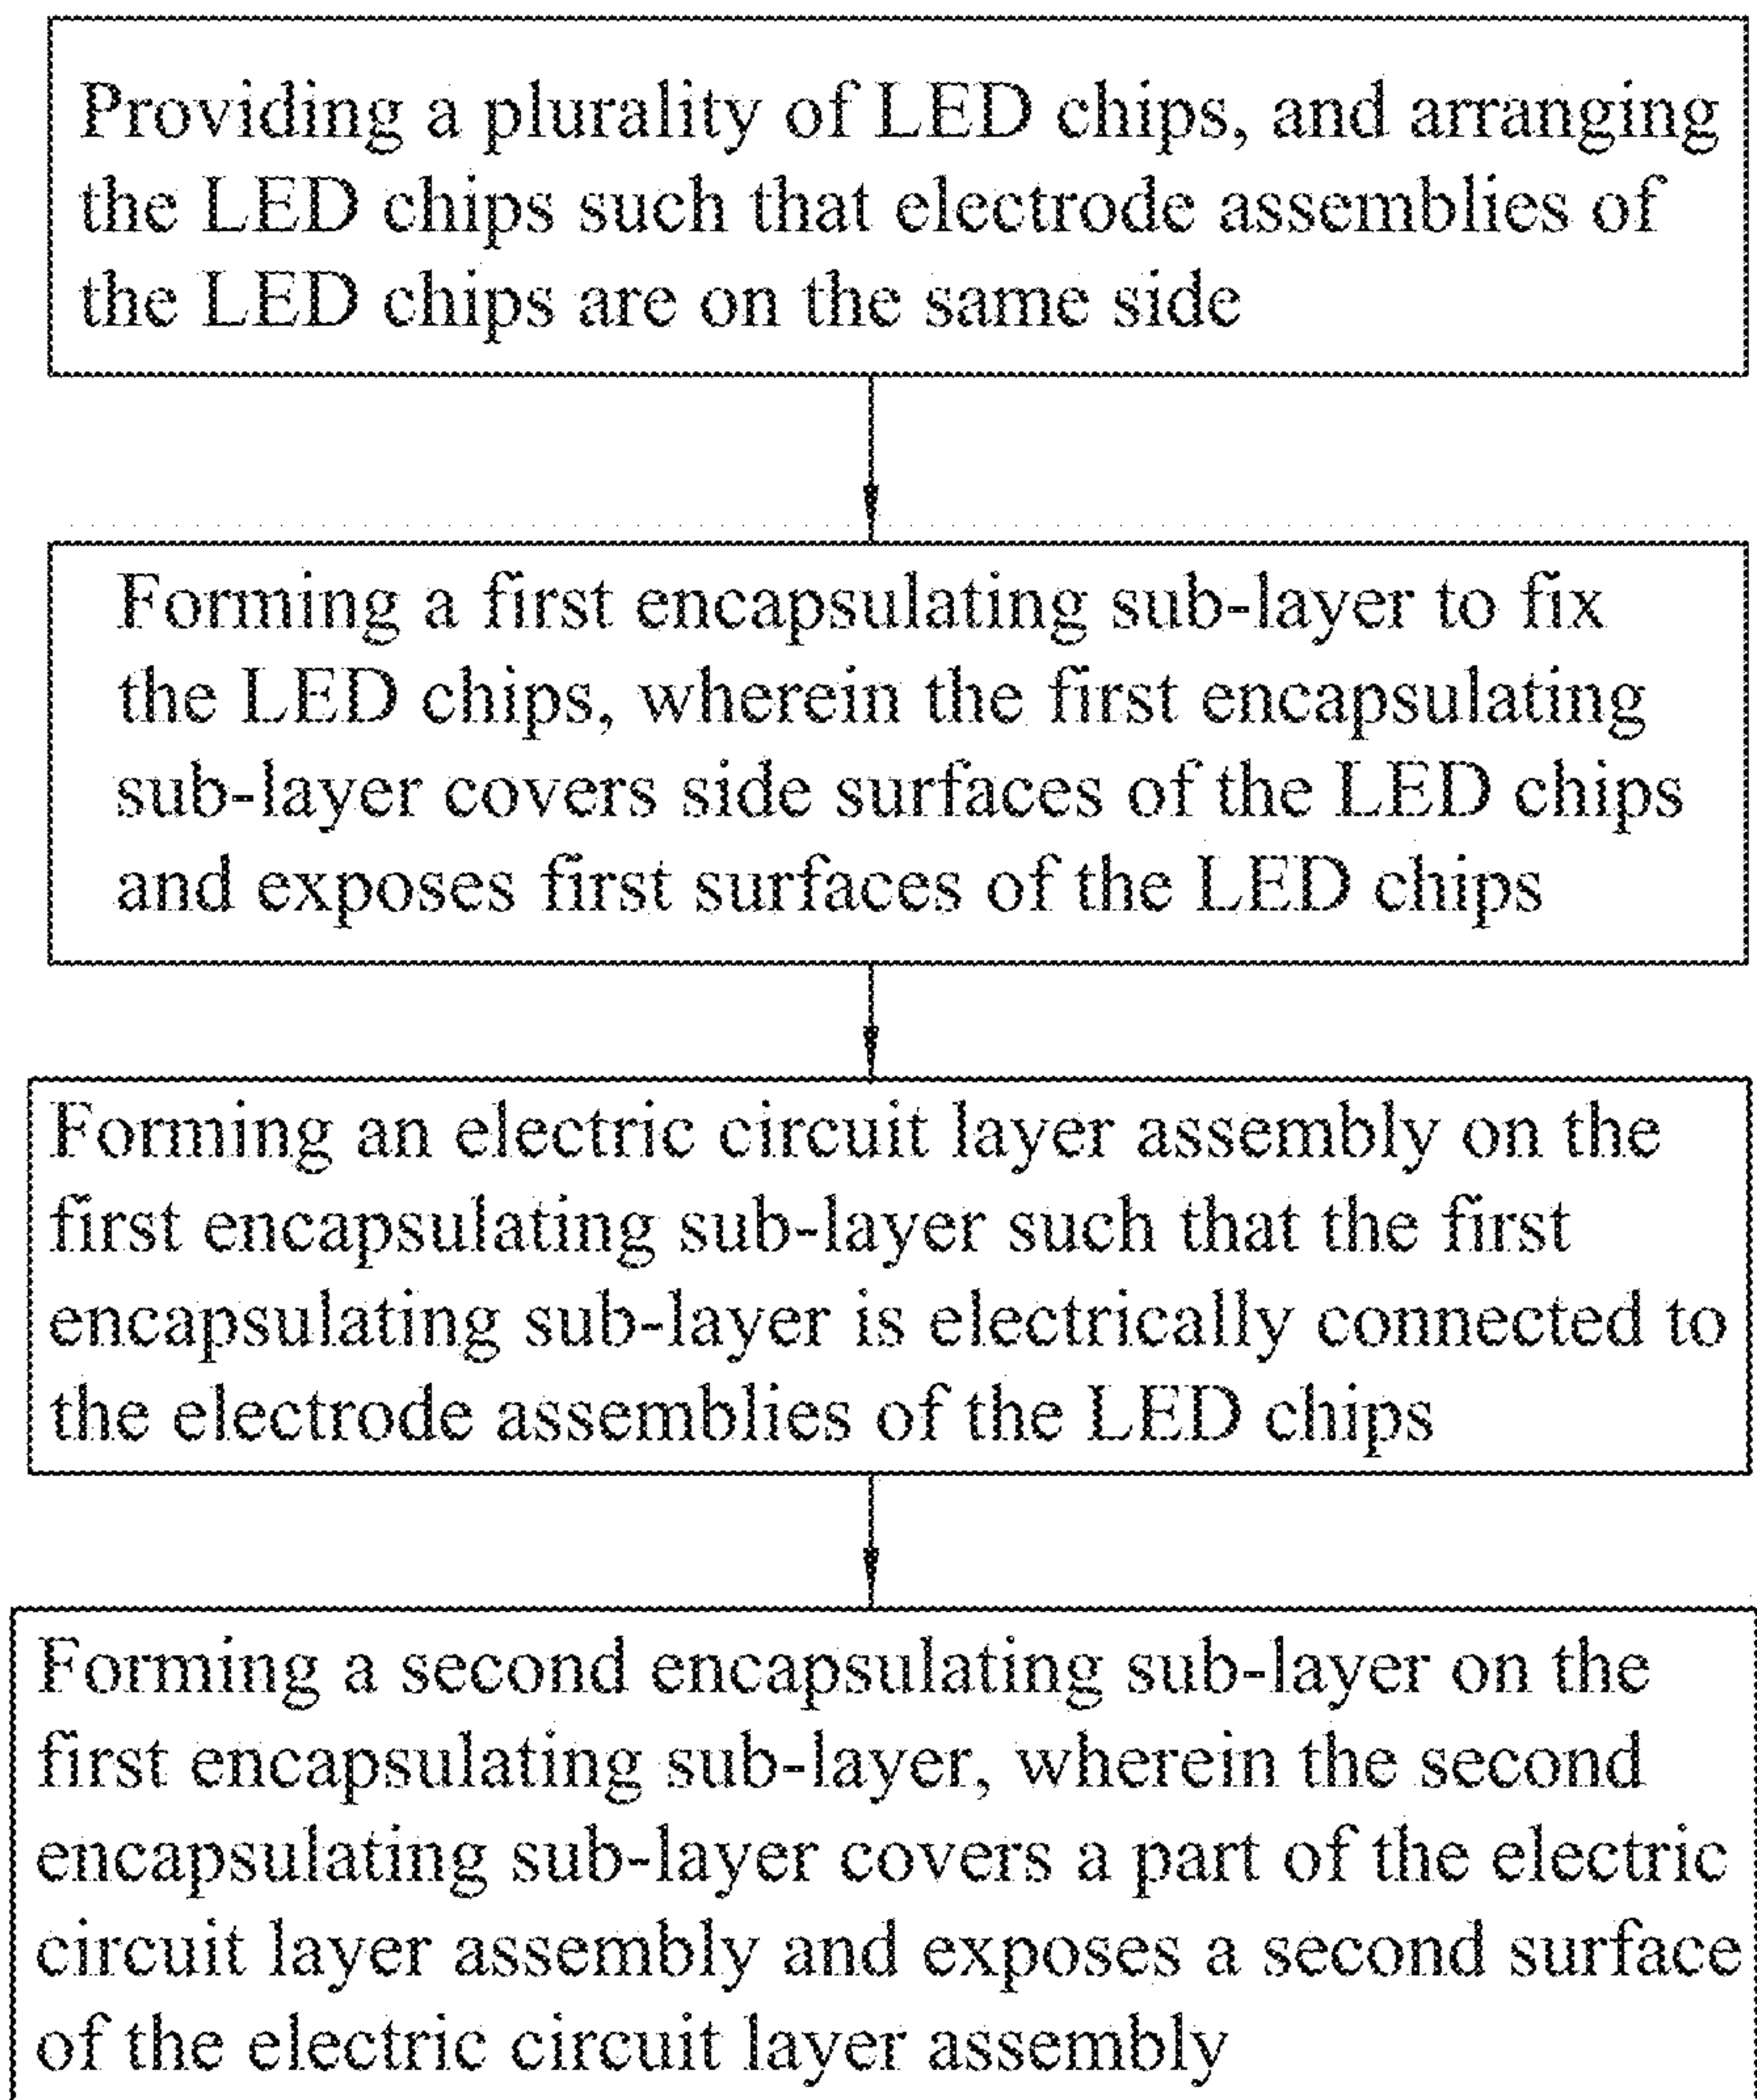 Providing a plurality of LED chips, and arranging
the LED chips such that electrode assemblies of
the LED chips are on the same side
Forming a first encapsulating sub-layer to fix
the LED chips, wherein the first encapsulating
sub-layer covers side surfaces of the LED chips
and exposes first surfaces of the LED chips
Forming an electric circuit layer assembly on the
first encapsulating sub-layer such that the first
encapsulating sub-layer is electrically connected to
the electrode assemblies of the LED chips
Forming a second encapsulating sub-layer on the
first encapsulating sub-layer, wherein the second
encapsulating sub-layer covers a part of the electric
circuit layer assembly and exposes a second surface
of the electric circuit layer assembly